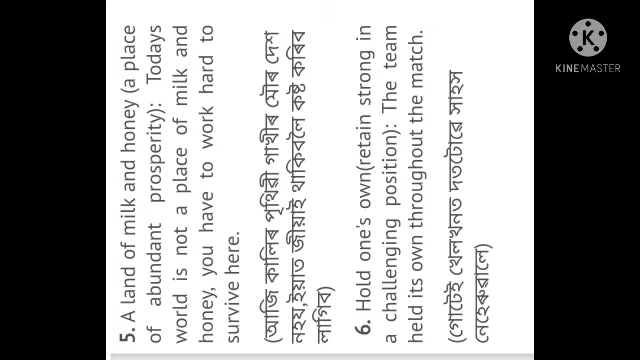 5. A land of milk and honey (a place
of abundant prosperity): Todays
world is not a place of milk and
honey, you have to work hard to
survive here.
(আজি কালিৰ পৃথিৱী গাখীৰ মৌৰ দেশ
নহয়,ইয়াত জীয়াই থাকিবলৈ কষ্ট কৰিব
লাগিব)
6. Hold one's own(retain strong in
a challenging position): The team
held its own throughout the match.
(গোটেই খেলখনত দলটোৱে সাহস
নেহেৰুৱালে)
KINEMASTER